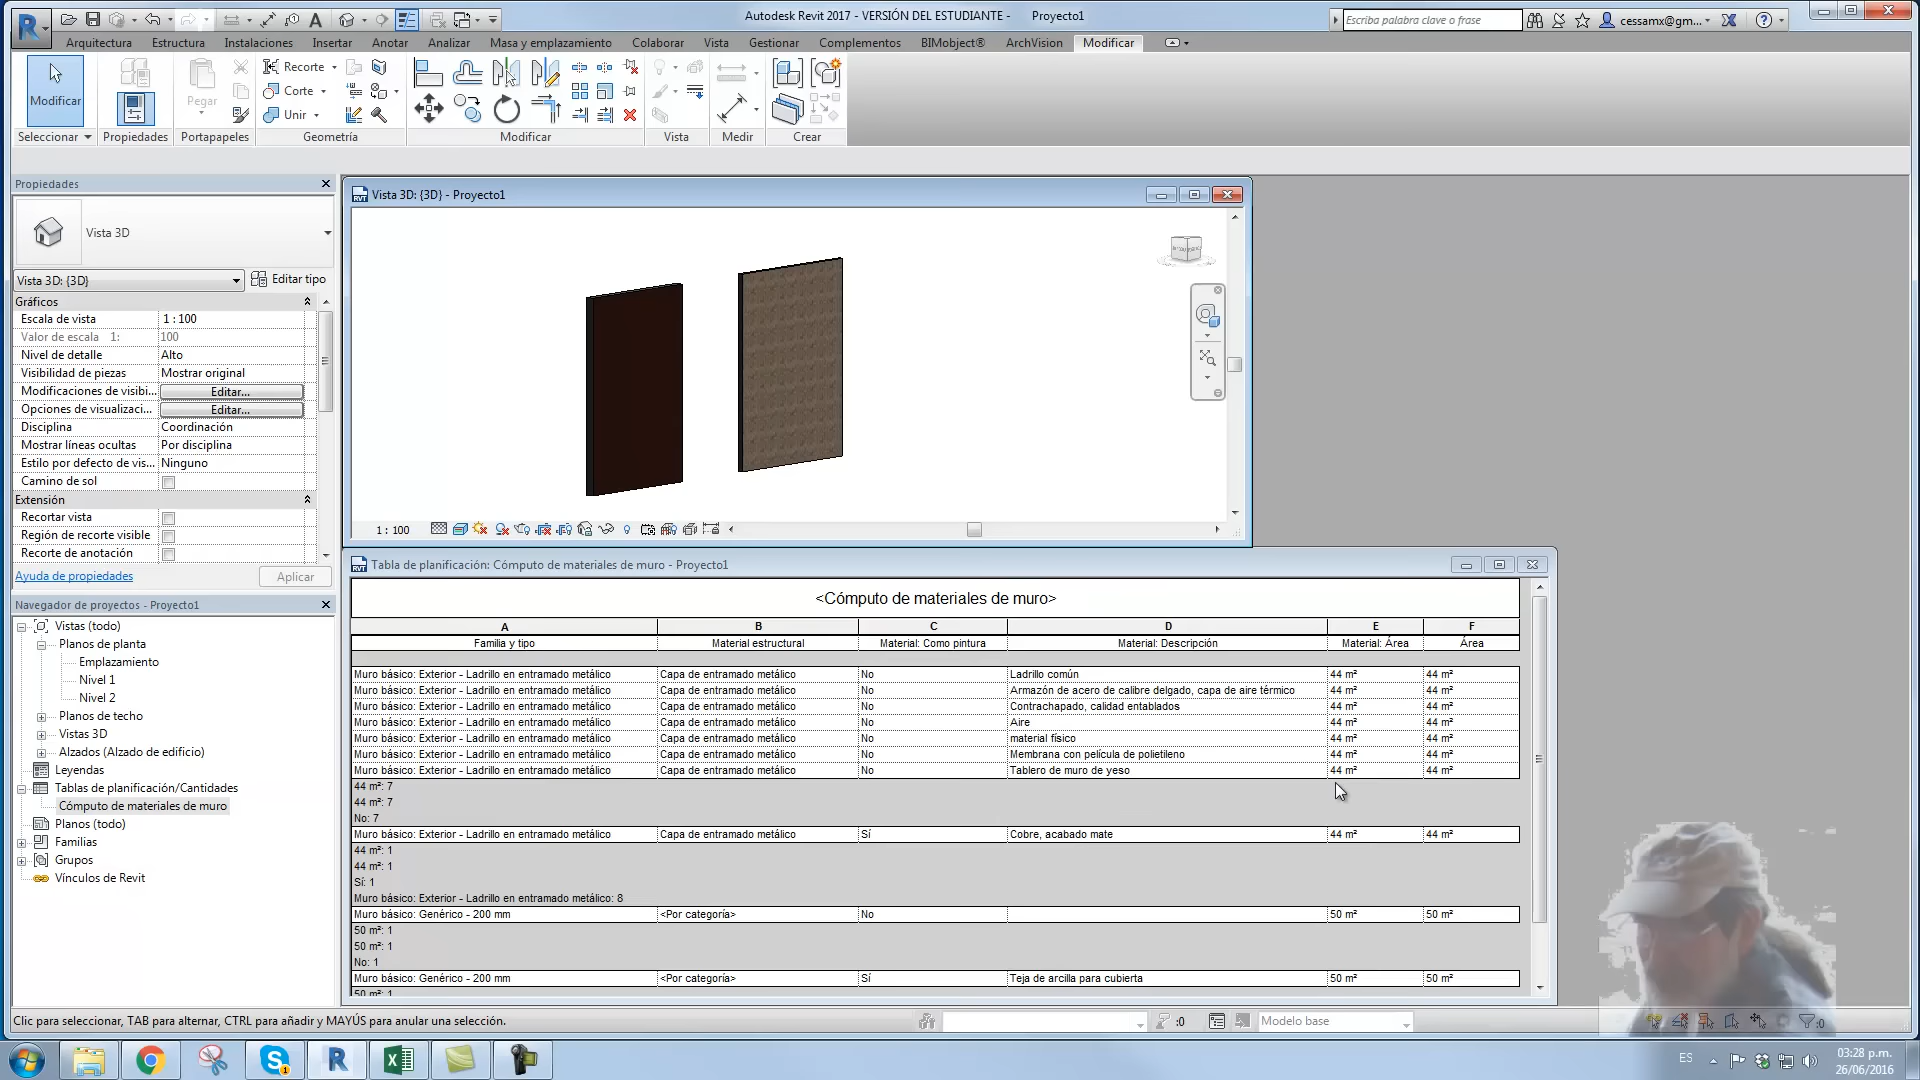 Autodesk Revit 2017 - VERSIÓN DEL ESTUDIANTE - Proyecto1
Escriba palabra clave o frase
cessamx@gm...
Arquitectura Estructura Instalaciones Insertar Anotar Analizar Masa y emplazamiento Colaborar Vista Gestionar Complementos BIMobject® ArchVision Modificar
Modificar
Pegar
Recorte
Corte
Unir
Seleccionar Propiedades Portapapeles Geometría Modificar Vista Medir Crear
Propiedades
Vista 3D
Vista 3D: {3D}
Editar tipo
Gráficos
Escala de vista 1 : 100
Valor de escala 1: 100
Nivel de detalle Alto
Visibilidad de piezas Mostrar original
Modificaciones de visibi... Editar...
Opciones de visualizaci... Editar...
Disciplina Coordinación
Mostrar líneas ocultas Por disciplina
Estilo por defecto de vis... Ninguno
Camino de sol
Extensión
Recortar vista
Región de recorte visible
Recorte de anotación
Ayuda de propiedades Aplicar
Navegador de proyectos - Proyecto1
Vistas (todo)
Planos de planta
Emplazamiento
Nivel 1
Nivel 2
Planos de techo
Vistas 3D
Alzados (Alzado de edificio)
Leyendas
Tablas de planificación/Cantidades
Cómputo de materiales de muro
Planos (todo)
Familias
Grupos
Vínculos de Revit
Vista 3D: {3D} - Proyecto1
1 : 100
Tabla de planificación: Cómputo de materiales de muro - Proyecto1
<Cómputo de materiales de muro>
A B C D E F
Familia y tipo Material estructural Material: Como pintura Material: Descripción Material: Área Área
Muro básico: Exterior - Ladrillo en entramado metálico Capa de entramado metálico No Ladrillo común 44 m² 44 m²
Muro básico: Exterior - Ladrillo en entramado metálico Capa de entramado metálico No Armazón de acero de calibre delgado, capa de aire térmico 44 m² 44 m²
Muro básico: Exterior - Ladrillo en entramado metálico Capa de entramado metálico No Contrachapado, calidad entablados 44 m² 44 m²
Muro básico: Exterior - Ladrillo en entramado metálico Capa de entramado metálico No Aire 44 m² 44 m²
Muro básico: Exterior - Ladrillo en entramado metálico Capa de entramado metálico No material físico 44 m² 44 m²
Muro básico: Exterior - Ladrillo en entramado metálico Capa de entramado metálico No Membrana con película de polietileno 44 m² 44 m²
Muro básico: Exterior - Ladrillo en entramado metálico Capa de entramado metálico No Tablero de muro de yeso 44 m² 44 m²
44 m²: 7
44 m²: 7
No: 7
Muro básico: Exterior - Ladrillo en entramado metálico Capa de entramado metálico Sí Cobre, acabado mate 44 m² 44 m²
44 m²: 1
44 m²: 1
Sí: 1
Muro básico: Exterior - Ladrillo en entramado metálico: 8
Muro básico: Genérico - 200 mm <Por categoría> No 50 m² 50 m²
50 m²: 1
50 m²: 1
No: 1
Muro básico: Genérico - 200 mm <Por categoría> Sí Teja de arcilla para cubierta 50 m² 50 m²
50 m²: 1
Clic para seleccionar, TAB para alternar, CTRL para añadir y MAYÚS para anular una selección.
:0
Modelo base
:0
ES
03:28 p.m.
26/06/2016